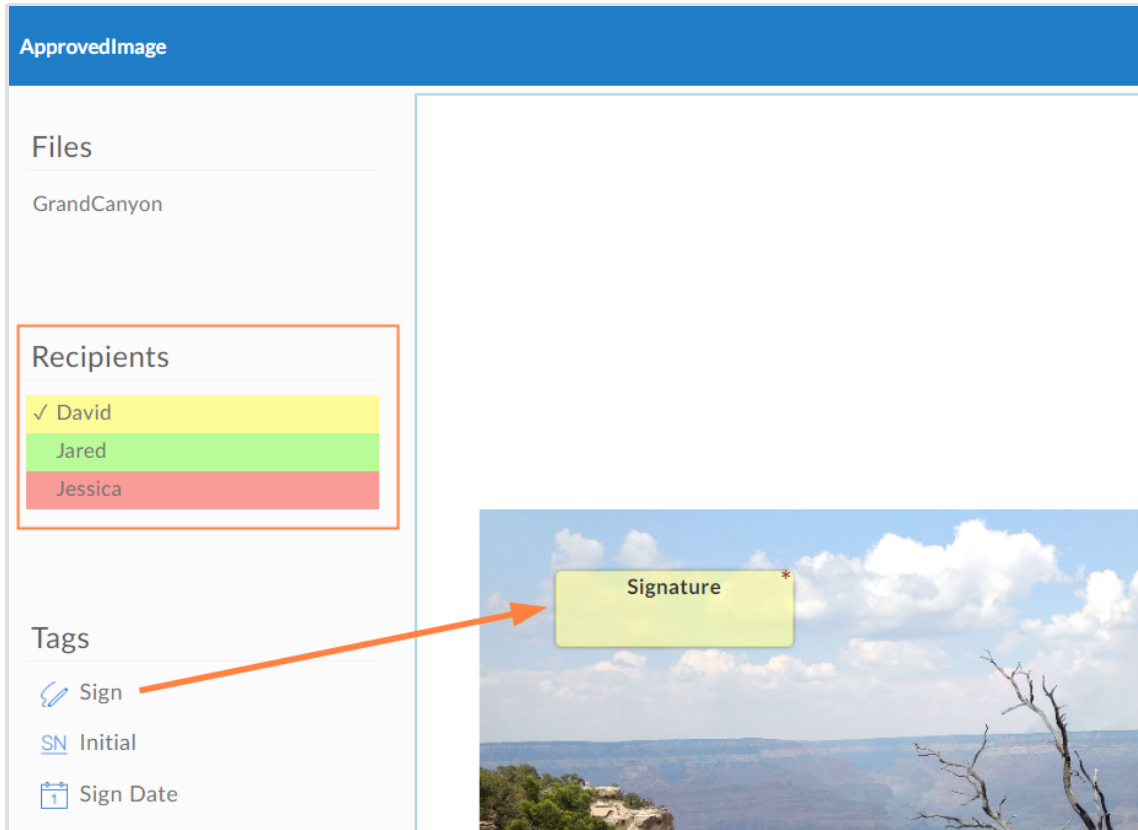 ApprovedImage
Files
GrandCanyon
Recipients
✓ David
Jared
Jessica
Signature *
Tags
Sign
SN Initial
1 Sign Date